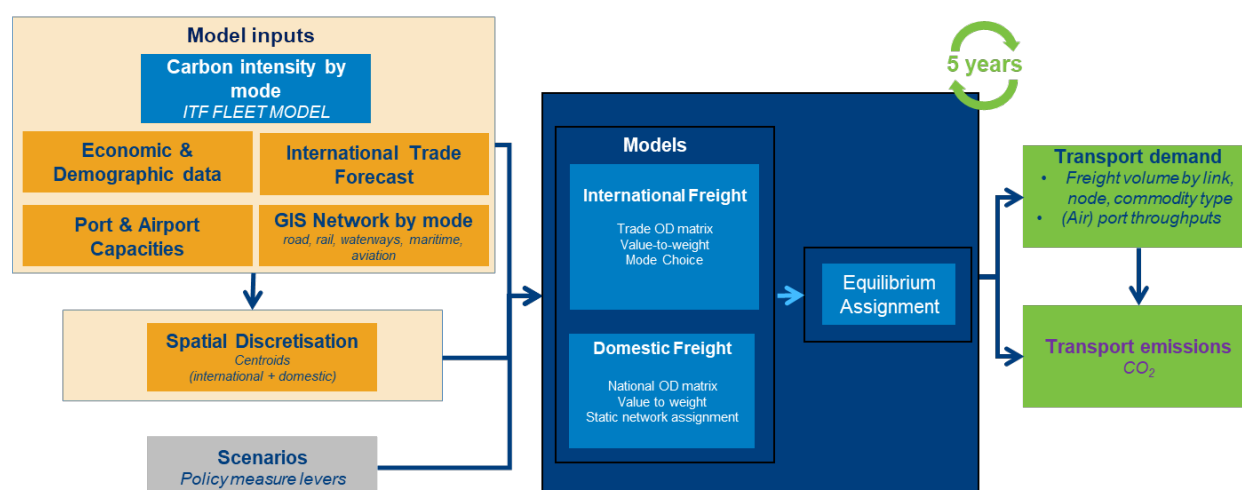 Model inputs
Carbon intensity by
mode
ITF FLEET MODEL
Economic &
Demographic data
International Trade
Forecast
Port & Airport
Capacities
GIS Network by mode
road, rail, waterways, maritime,
aviation
Spatial Discretisation
Centroids
(international + domestic)
Scenarios
Policy measure levers
Models
International Freight
Trade OD matrix
Value-to-weight
Mode Choice
Domestic Freight
National OD matrix
Value to weight
Static network assignment
Equilibrium
Assignment
5 years
Transport demand
• Freight volume by link,
node, commodity type
• (Air) port throughputs
Transport emissions
CO₂